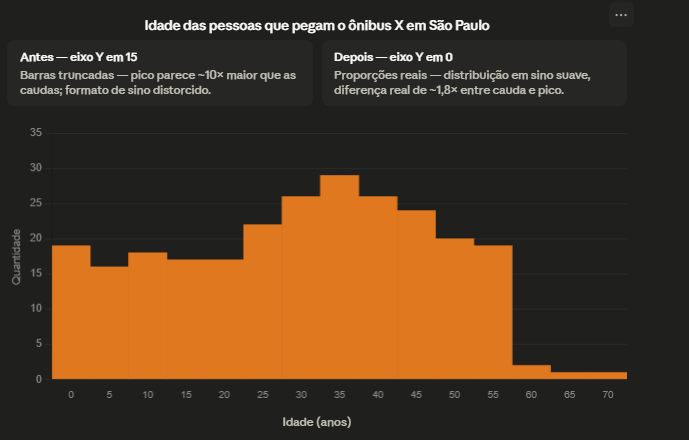 Idade das pessoas que pegam o ônibus X em São Paulo
Antes — eixo Y em 15
Barras truncadas — pico parece ~10× maior que as
caudas; formato de sino distorcido.
Depois — eixo Y em 0
Proporções reais — distribuição em sino suave,
diferença real de ~1,8× entre cauda e pico.
35
30
25
20
15
10
5
0
Quantidade
0 5 10 15 20 25 30 35 40 45 50 55 60 65 70
Idade (anos)